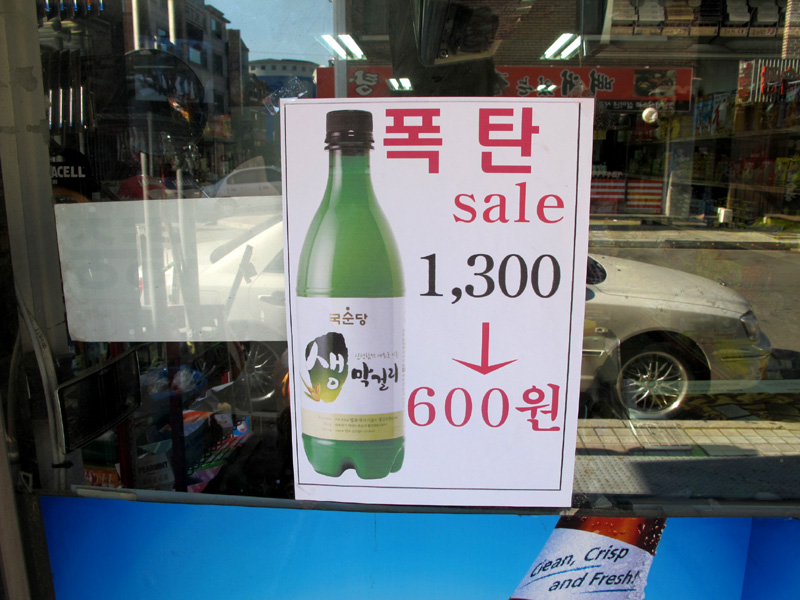 폭탄
sale
1,300
600원
국순당
생
막걸리
ACELL
Clean, Crisp
and Fresh!